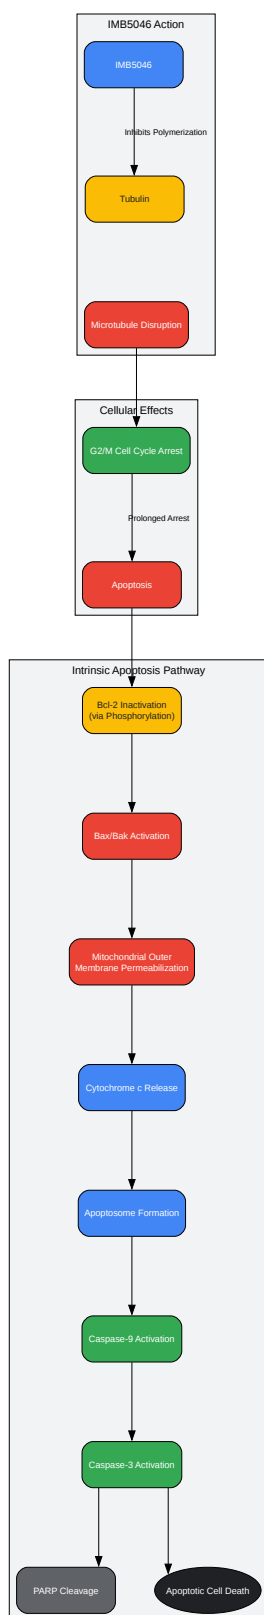 IMB5046 Action
IMB5046
Inhibits Polymerization
Tubulin
Microtubule Disruption
Cellular Effects
G2/M Cell Cycle Arrest
Prolonged Arrest
Apoptosis
Intrinsic Apoptosis Pathway
Bcl-2 Inactivation
(via Phosphorylation)
Bax/Bak Activation
Mitochondrial Outer
Membrane Permeabilization
Cytochrome c Release
Apoptosome Formation
Caspase-9 Activation
Caspase-3 Activation
PARP Cleavage
Apoptotic Cell Death